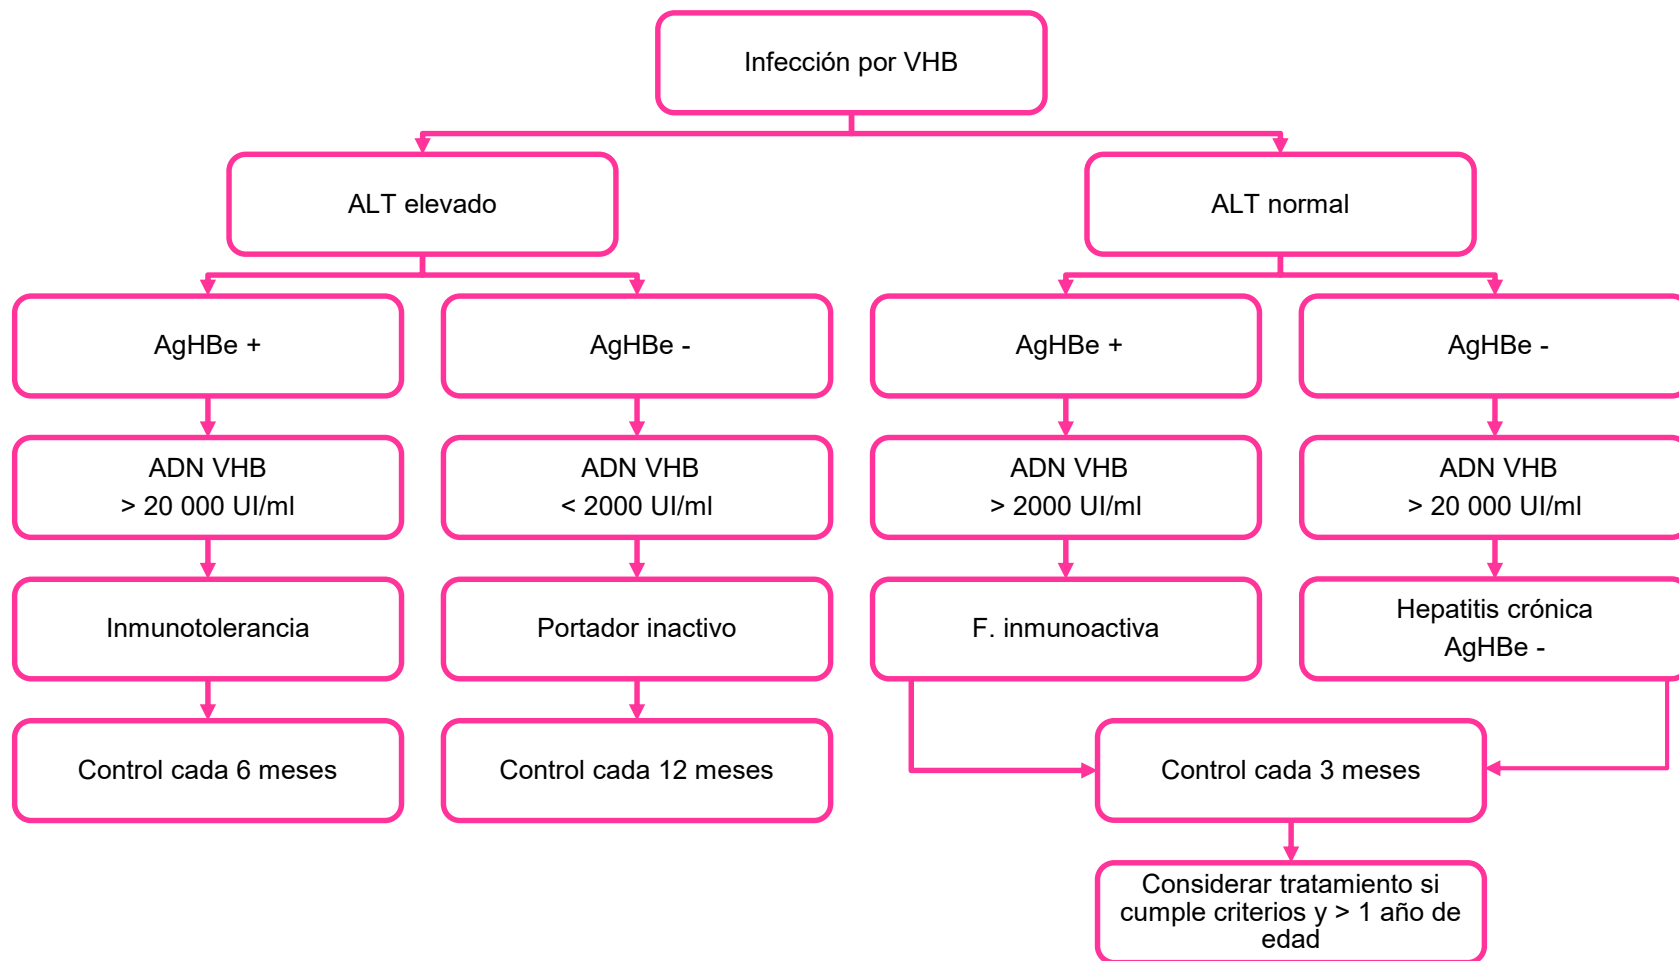 Infección por VHB
ALT elevado
ALT normal
AgHBe +
AgHBe -
AgHBe +
AgHBe -
ADN VHB
> 20 000 UI/ml
ADN VHB
< 2000 UI/ml
ADN VHB
> 2000 UI/ml
ADN VHB
> 20 000 UI/ml
Inmunotolerancia
Portador inactivo
F. inmunoactiva
Hepatitis crónica
AgHBe -
Control cada 6 meses
Control cada 12 meses
Control cada 3 meses
Considerar tratamiento si
cumple criterios y > 1 año de
edad